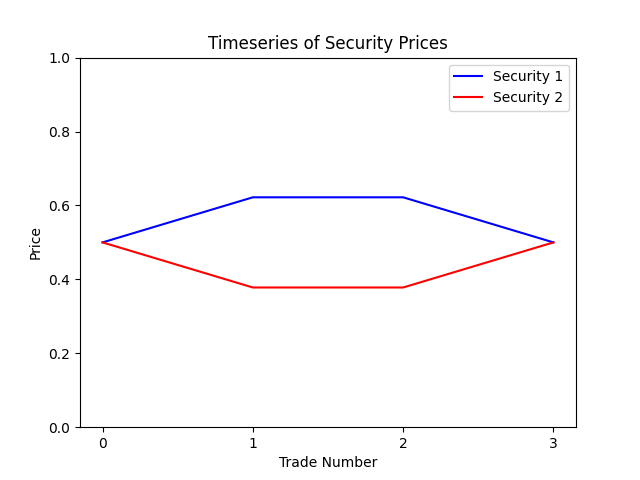 Timeseries of Security Prices
Security 1
Security 2
1.0
0.8
0.6
0.4
0.2
0.0
Price
0 1 2 3
Trade Number